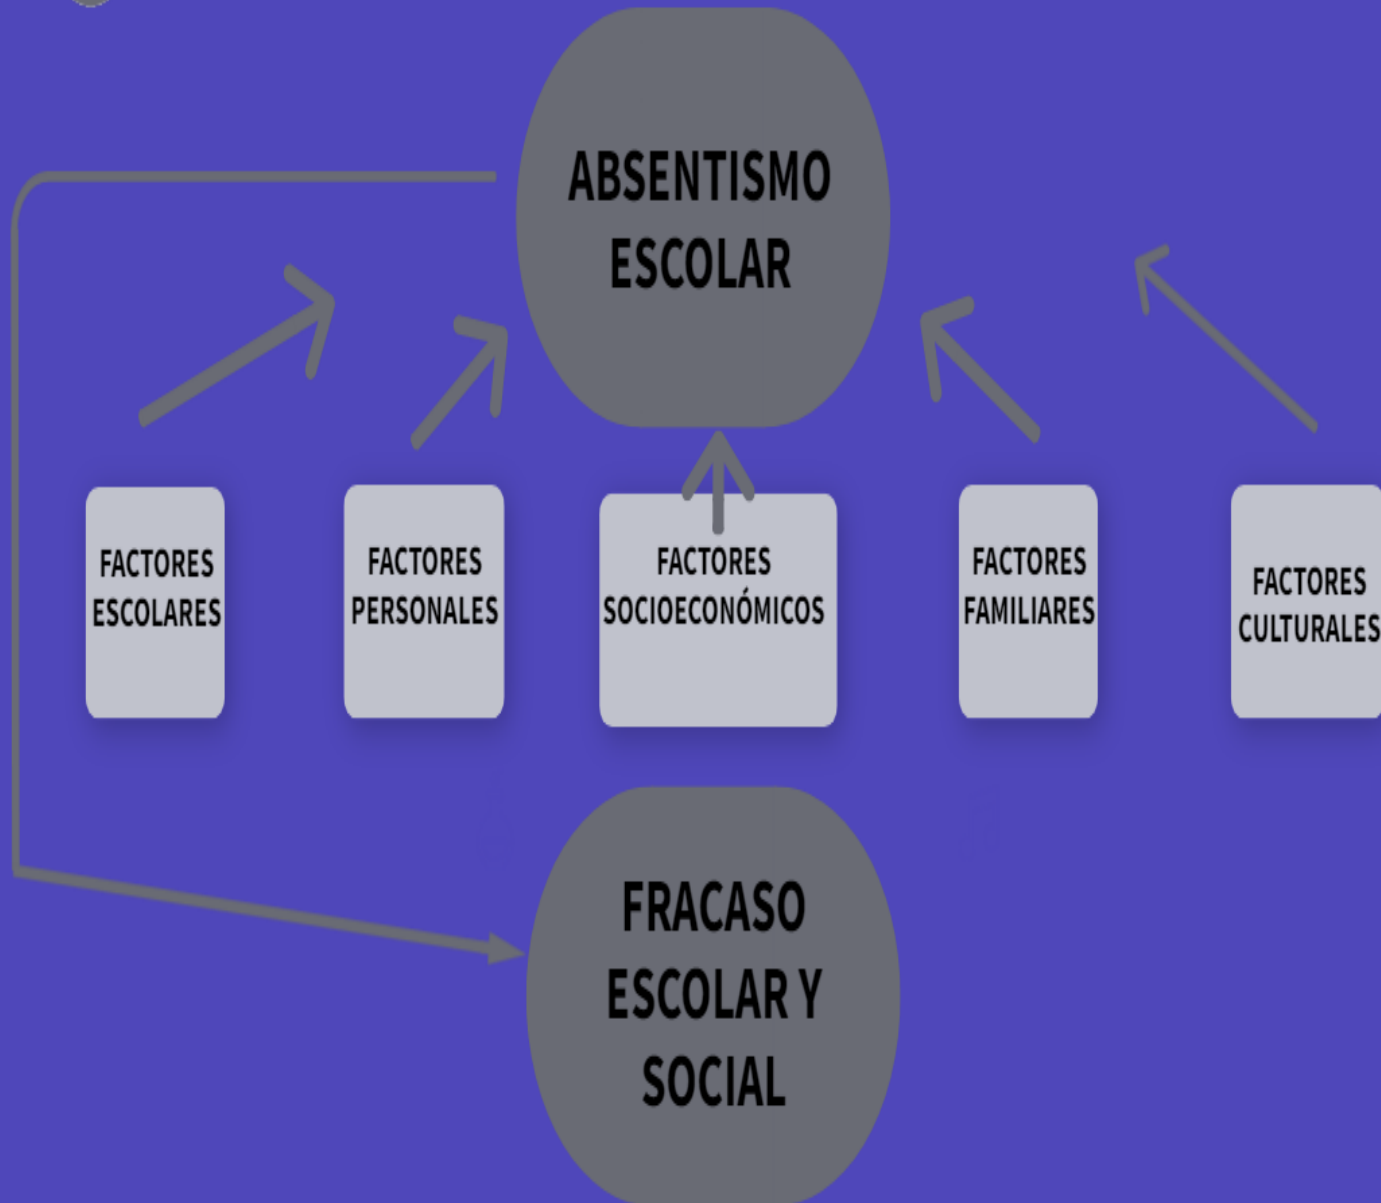 ABSENTISMO
ESCOLAR
FACTORES
ESCOLARES
FACTORES
PERSONALES
FACTORES
SOCIOECONÓMICOS
FACTORES
FAMILIARES
FACTORES
CULTURALES
FRACASO
ESCOLAR Y
SOCIAL